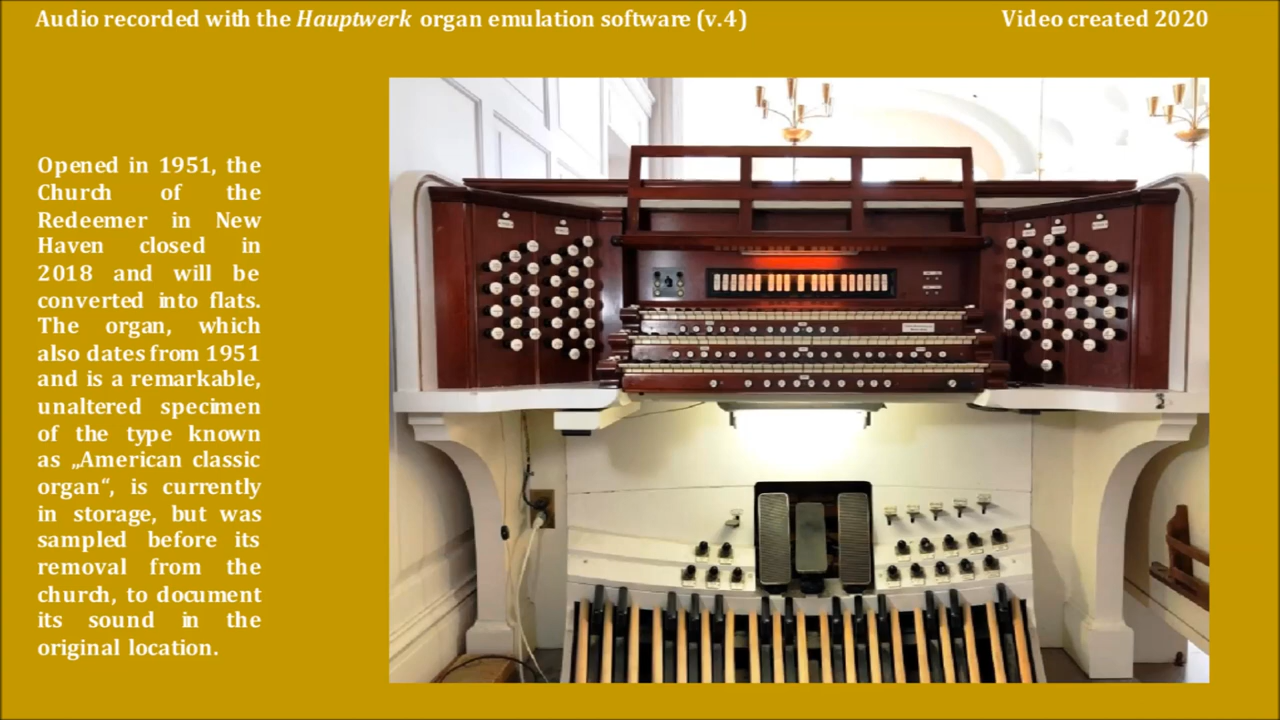 Audio recorded with the Hauptwerk organ emulation software (v.4)
Video created 2020
Opened in 1951, the
Church of the
Redeemer in New
Haven closed in
2018 and will be
converted into flats.
The organ, which
also dates from 1951
and is a remarkable,
unaltered specimen
of the type known
as „American classic
organ“, is currently
in storage, but was
sampled before its
removal from the
church, to document
its sound in the
original location.